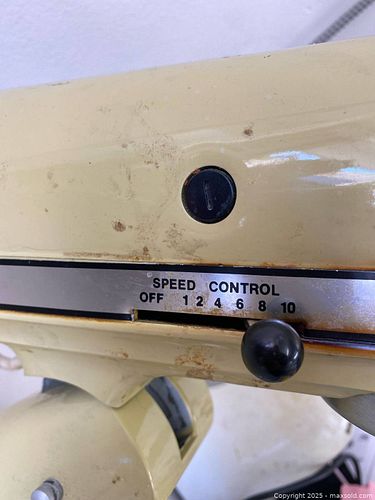 SPEED CONTROL
OFF 1 2 4 6 8 10
Copyright 2025 - maxsold.com